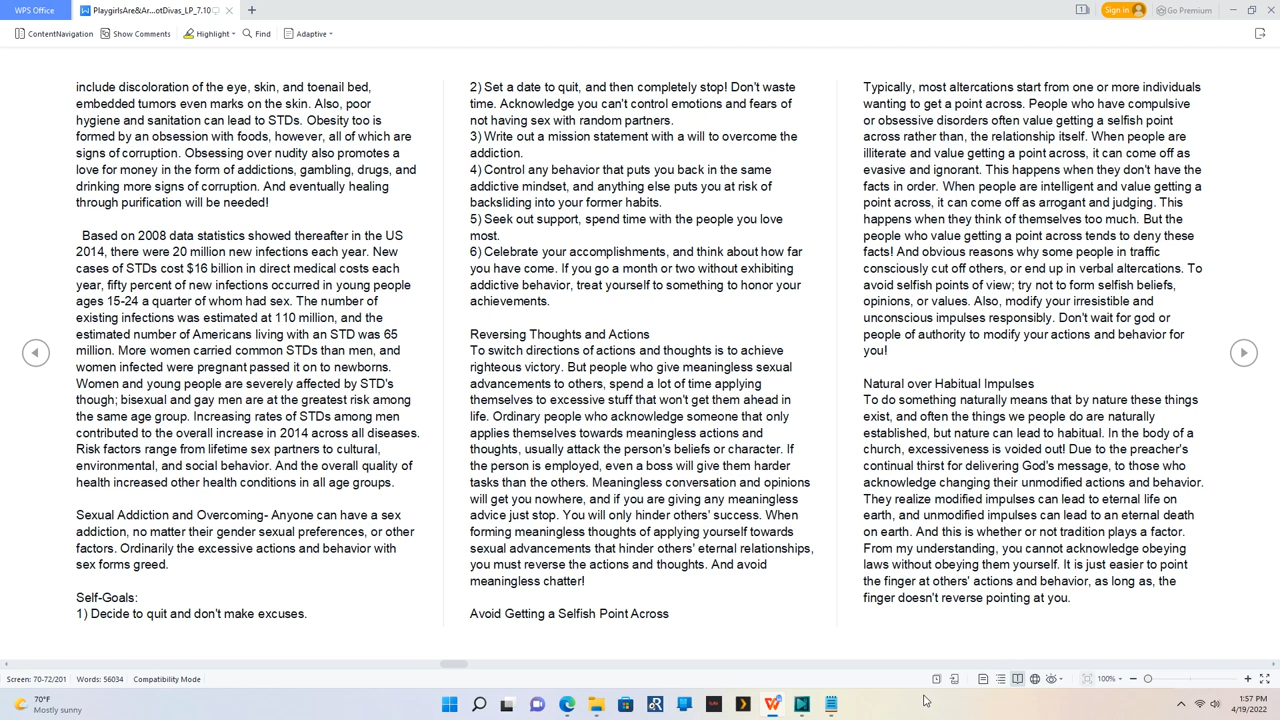 WPS Office
PlaygirlsAre&Ar...otDivas_LP_7.10
Sign in
Go Premium
ContentNavigation
Show Comments
Highlight
Find
Adaptive
include discoloration of the eye, skin, and toenail bed,
embedded tumors even marks on the skin. Also, poor
hygiene and sanitation can lead to STDs. Obesity too is
formed by an obsession with foods, however, all of which are
signs of corruption. Obsessing over nudity also promotes a
love for money in the form of addictions, gambling, drugs, and
drinking more signs of corruption. And eventually healing
through purification will be needed!
Based on 2008 data statistics showed thereafter in the US
2014, there were 20 million new infections each year. New
cases of STDs cost $16 billion in direct medical costs each
year, fifty percent of new infections occurred in young people
ages 15-24 a quarter of whom had sex. The number of
existing infections was estimated at 110 million, and the
estimated number of Americans living with an STD was 65
million. More women carried common STDs than men, and
women infected were pregnant passed it on to newborns.
Women and young people are severely affected by STD's
though; bisexual and gay men are at the greatest risk among
the same age group. Increasing rates of STDs among men
contributed to the overall increase in 2014 across all diseases.
Risk factors range from lifetime sex partners to cultural,
environmental, and social behavior. And the overall quality of
health increased other health conditions in all age groups.
Sexual Addiction and Overcoming- Anyone can have a sex
addiction, no matter their gender sexual preferences, or other
factors. Ordinarily the excessive actions and behavior with
sex forms greed.
Self-Goals:
1) Decide to quit and don't make excuses.
2) Set a date to quit, and then completely stop! Don't waste
time. Acknowledge you can't control emotions and fears of
not having sex with random partners.
3) Write out a mission statement with a will to overcome the
addiction.
4) Control any behavior that puts you back in the same
addictive mindset, and anything else puts you at risk of
backsliding into your former habits.
5) Seek out support, spend time with the people you love
most.
6) Celebrate your accomplishments, and think about how far
you have come. If you go a month or two without exhibiting
addictive behavior, treat yourself to something to honor your
achievements.
Reversing Thoughts and Actions
To switch directions of actions and thoughts is to achieve
righteous victory. But people who give meaningless sexual
advancements to others, spend a lot of time applying
themselves to excessive stuff that won't get them ahead in
life. Ordinary people who acknowledge someone that only
applies themselves towards meaningless actions and
thoughts, usually attack the person's beliefs or character. If
the person is employed, even a boss will give them harder
tasks than the others. Meaningless conversation and opinions
will get you nowhere, and if you are giving any meaningless
advice just stop. You will only hinder others' success. When
forming meaningless thoughts of applying yourself towards
sexual advancements that hinder others' eternal relationships,
you must reverse the actions and thoughts. And avoid
meaningless chatter!
Avoid Getting a Selfish Point Across
Typically, most altercations start from one or more individuals
wanting to get a point across. People who have compulsive
or obsessive disorders often value getting a selfish point
across rather than, the relationship itself. When people are
illiterate and value getting a point across, it can come off as
evasive and ignorant. This happens when they don't have the
facts in order. When people are intelligent and value getting a
point across, it can come off as arrogant and judging. This
happens when they think of themselves too much. But the
people who value getting a point across tends to deny these
facts! And obvious reasons why some people in traffic
consciously cut off others, or end up in verbal altercations. To
avoid selfish points of view; try not to form selfish beliefs,
opinions, or values. Also, modify your irresistible and
unconscious impulses responsibly. Don't wait for god or
people of authority to modify your actions and behavior for
you!
Natural over Habitual Impulses
To do something naturally means that by nature these things
exist, and often the things we people do are naturally
established, but nature can lead to habitual. In the body of a
church, excessiveness is voided out! Due to the preacher's
continual thirst for delivering God's message, to those who
acknowledge changing their unmodified actions and behavior.
They realize modified impulses can lead to eternal life on
earth, and unmodified impulses can lead to an eternal death
on earth. And this is whether or not tradition plays a factor.
From my understanding, you cannot acknowledge obeying
laws without obeying them yourself. It is just easier to point
the finger at others' actions and behavior, as long as, the
finger doesn't reverse pointing at you.
Screen: 70-72/201
Words: 56034
Compatibility Mode
100%
70°F
Mostly sunny
1:57 PM
4/19/2022